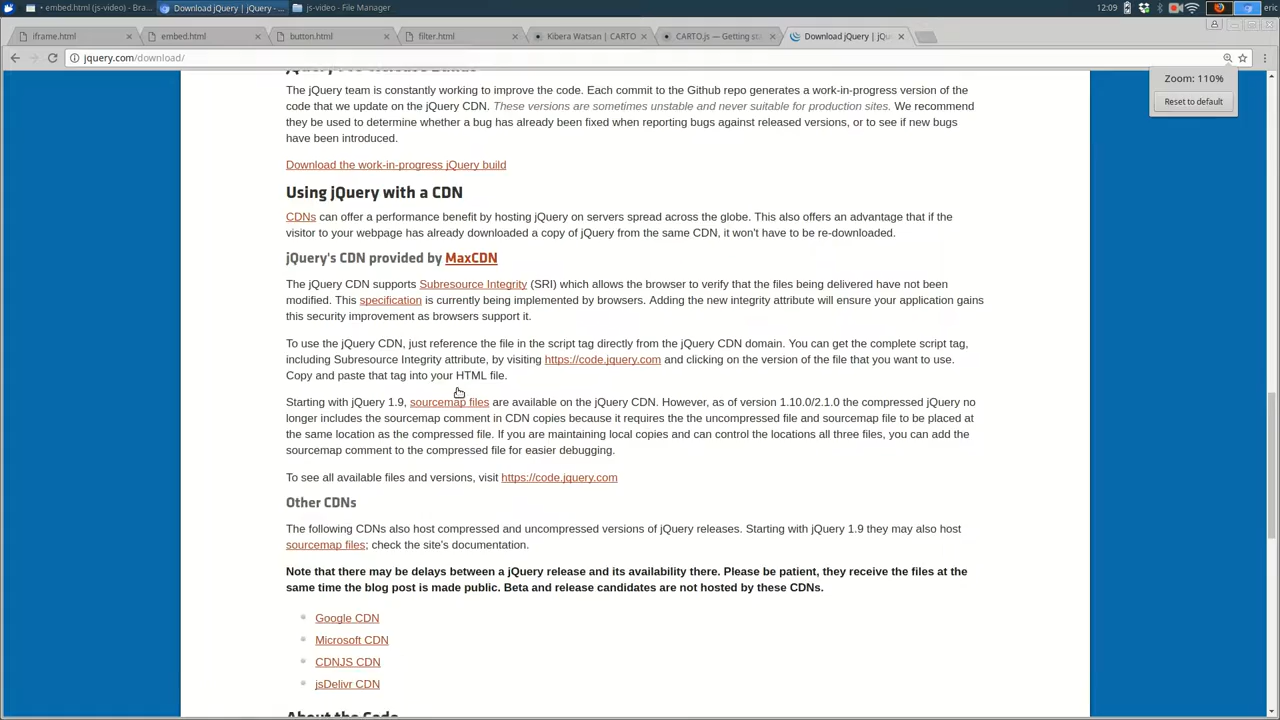 embed.html (js-video) - Bra...
Download jQuery | jQuery - ...
js-video - File Manager
12:09
eric
iframe.html
embed.html
button.html
filter.html
Kibera Watsan | CARTO
CARTO.js — Getting st
Download jQuery | jQu
jquery.com/download/
Zoom: 110%
Reset to default
The jQuery team is constantly working to improve the code. Each commit to the Github repo generates a work-in-progress version of the
code that we update on the jQuery CDN. These versions are sometimes unstable and never suitable for production sites. We recommend
they be used to determine whether a bug has already been fixed when reporting bugs against released versions, or to see if new bugs
have been introduced.
Download the work-in-progress jQuery build
Using jQuery with a CDN
CDNs can offer a performance benefit by hosting jQuery on servers spread across the globe. This also offers an advantage that if the
visitor to your webpage has already downloaded a copy of jQuery from the same CDN, it won't have to be re-downloaded.
jQuery's CDN provided by MaxCDN
The jQuery CDN supports Subresource Integrity (SRI) which allows the browser to verify that the files being delivered have not been
modified. This specification is currently being implemented by browsers. Adding the new integrity attribute will ensure your application gains
this security improvement as browsers support it.
To use the jQuery CDN, just reference the file in the script tag directly from the jQuery CDN domain. You can get the complete script tag,
including Subresource Integrity attribute, by visiting https://code.jquery.com and clicking on the version of the file that you want to use.
Copy and paste that tag into your HTML file.
Starting with jQuery 1.9, sourcemap files are available on the jQuery CDN. However, as of version 1.10.0/2.1.0 the compressed jQuery no
longer includes the sourcemap comment in CDN copies because it requires the the uncompressed file and sourcemap file to be placed at
the same location as the compressed file. If you are maintaining local copies and can control the locations all three files, you can add the
sourcemap comment to the compressed file for easier debugging.
To see all available files and versions, visit https://code.jquery.com
Other CDNs
The following CDNs also host compressed and uncompressed versions of jQuery releases. Starting with jQuery 1.9 they may also host
sourcemap files; check the site's documentation.
Note that there may be delays between a jQuery release and its availability there. Please be patient, they receive the files at the
same time the blog post is made public. Beta and release candidates are not hosted by these CDNs.
Google CDN
Microsoft CDN
CDNJS CDN
jsDelivr CDN
About the Code